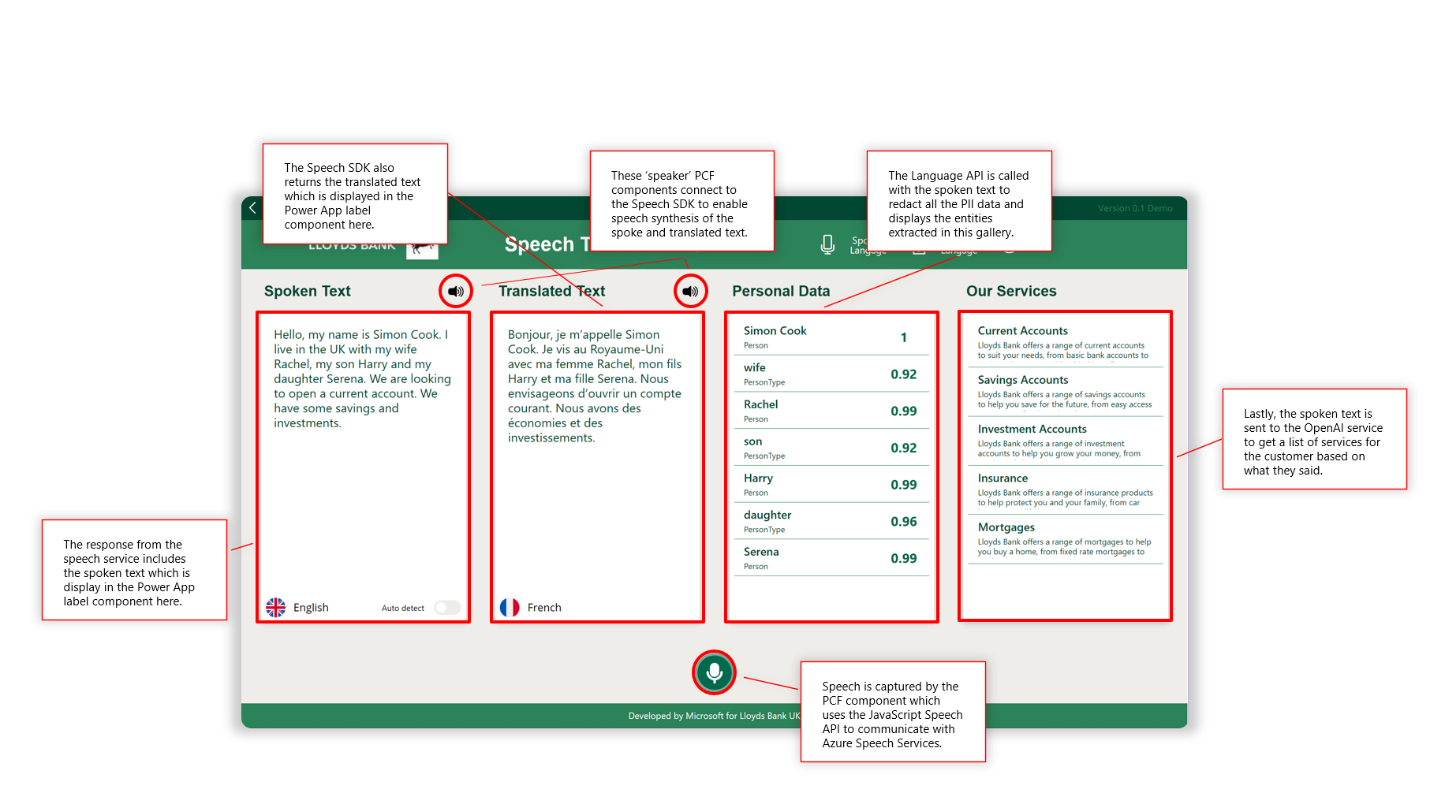 The Speech SDK also
returns the translated text
which is displayed in the
Power App label
component here.
These ‘speaker’ PCF
components connect to
the Speech SDK to enable
speech synthesis of the
spoke and translated text.
The Language API is called
with the spoken text to
redact all the PII data and
displays the entities
extracted in this gallery.
Version 0.1 Demo
LLOYDS BANK
Speech
Langauge
Langauge
Spoken Text
Translated Text
Personal Data
Our Services
Hello, my name is Simon Cook. I
live in the UK with my wife
Rachel, my son Harry and my
daughter Serena. We are looking
to open a current account. We
have some savings and
investments.
English
Auto detect
Bonjour, je m’appelle Simon
Cook. Je vis au Royaume-Uni
avec ma femme Rachel, mon fils
Harry et ma fille Serena. Nous
envisageons d’ouvrir un compte
courant. Nous avons des
économies et des
investissements.
French
Simon Cook
Person
1
wife
PersonType
0.92
Rachel
Person
0.99
son
PersonType
0.92
Harry
Person
0.99
daughter
PersonType
0.96
Serena
Person
0.99
Current Accounts
Lloyds Bank offers a range of current accounts
to suit your needs, from basic bank accounts to
Savings Accounts
Lloyds Bank offers a range of savings accounts
to help you save for the future, from easy access
Investment Accounts
Lloyds Bank offers a range of investment
accounts to help you grow your money, from
Insurance
Lloyds Bank offers a range of insurance products
to help protect you and your family, from car
Mortgages
Lloyds Bank offers a range of mortgages to help
you buy a home, from fixed rate mortgages to
Lastly, the spoken text is
sent to the OpenAI service
to get a list of services for
the customer based on
what they said.
The response from the
speech service includes
the spoken text which is
display in the Power App
label component here.
Speech is captured by the
PCF component which
uses the JavaScript Speech
API to communicate with
Azure Speech Services.
Developed by Microsoft for Lloyds Bank UK